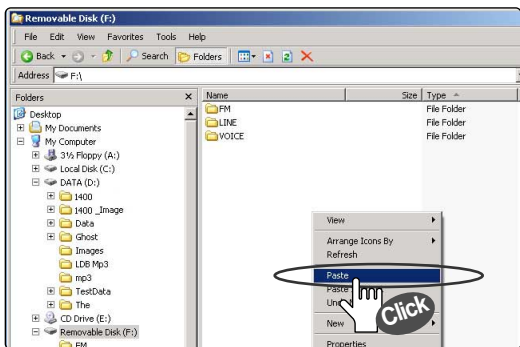 Removable Disk (F:)
File Edit View Favorites Tools Help
Back Search Folders
Address F:\
Folders
Desktop
My Documents
My Computer
3½ Floppy (A:)
Local Disk (C:)
DATA (D:)
1400
1400 _Image
Data
Ghost
Images
LDB Mp3
mp3
TestData
The
CD Drive (E:)
Removable Disk (F:)
FM
Name Size Type
FM File Folder
LINE File Folder
VOICE File Folder
View
Arrange Icons By
Refresh
Paste
Paste
New
Properties
Click